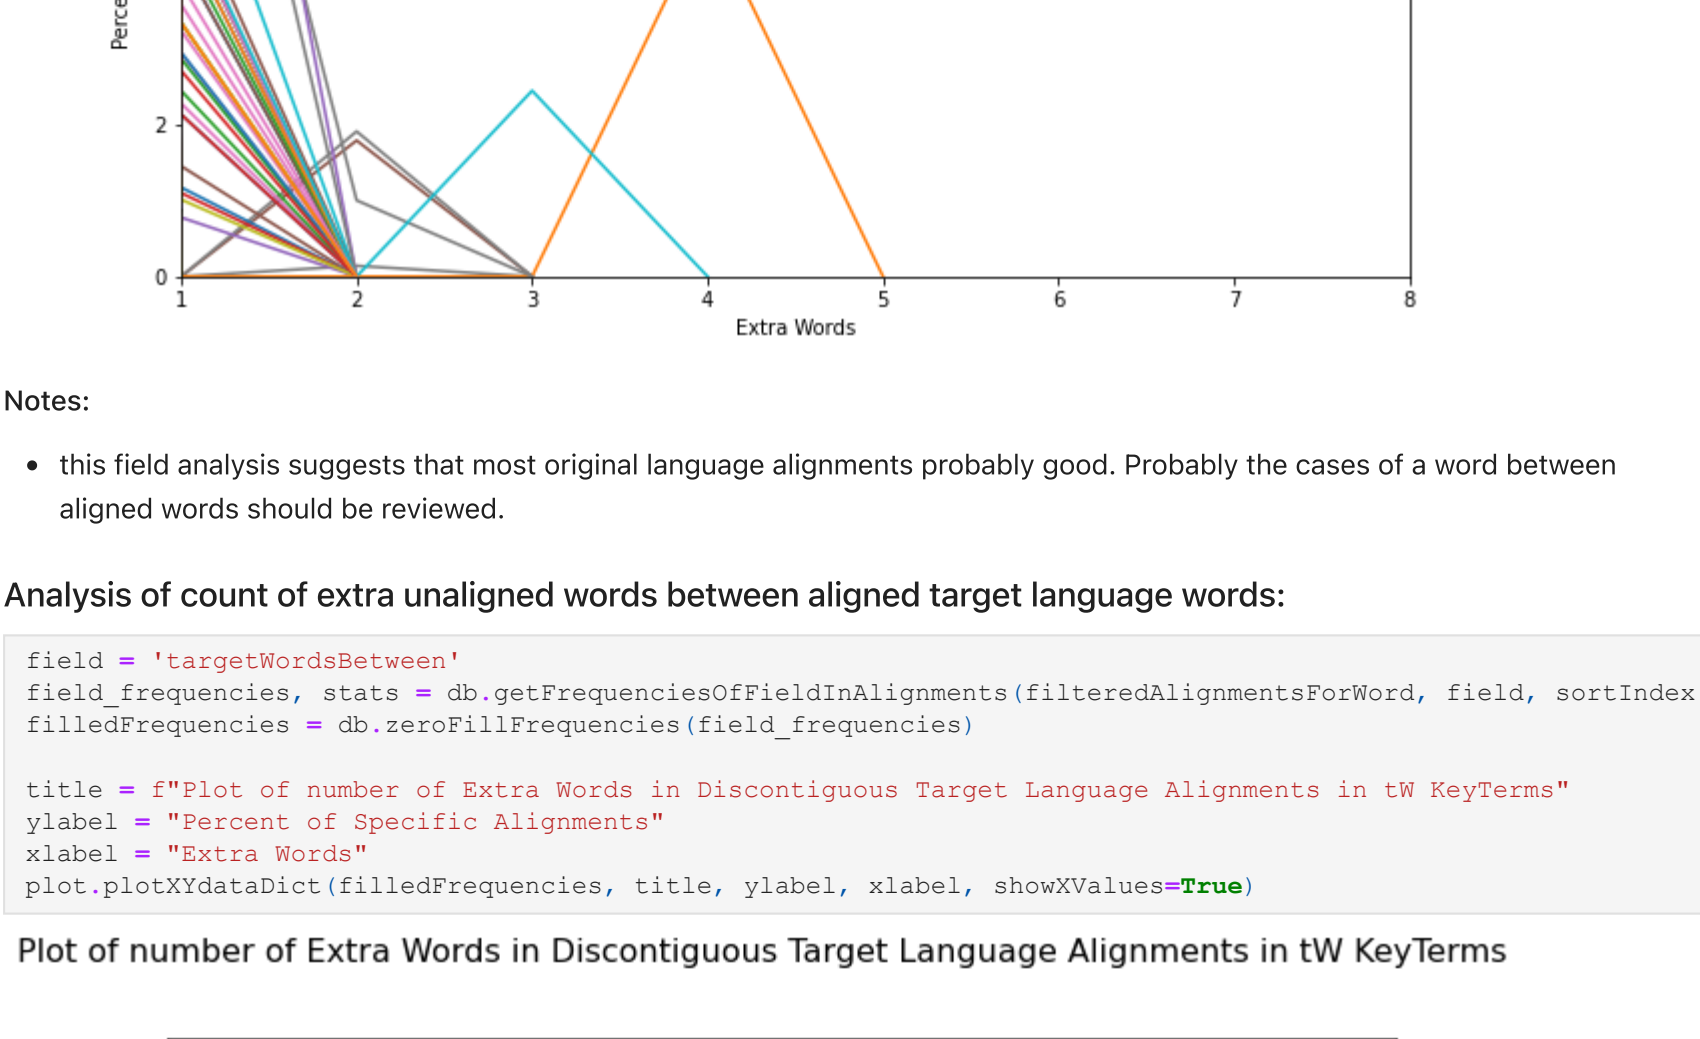 Perce
2
0
1 2 3 4 5 6 7 8
Extra Words
Notes:
• this field analysis suggests that most original language alignments probably good. Probably the cases of a word between
aligned words should be reviewed.
Analysis of count of extra unaligned words between aligned target language words:
field = 'targetWordsBetween'
field_frequencies, stats = db.getFrequenciesOfFieldInAlignments(filteredAlignmentsForWord, field, sortIndex
filledFrequencies = db.zeroFillFrequencies(field_frequencies)
title = f"Plot of number of Extra Words in Discontiguous Target Language Alignments in tW KeyTerms"
ylabel = "Percent of Specific Alignments"
xlabel = "Extra Words"
plot.plotXYdataDict(filledFrequencies, title, ylabel, xlabel, showXValues=True)
Plot of number of Extra Words in Discontiguous Target Language Alignments in tW KeyTerms